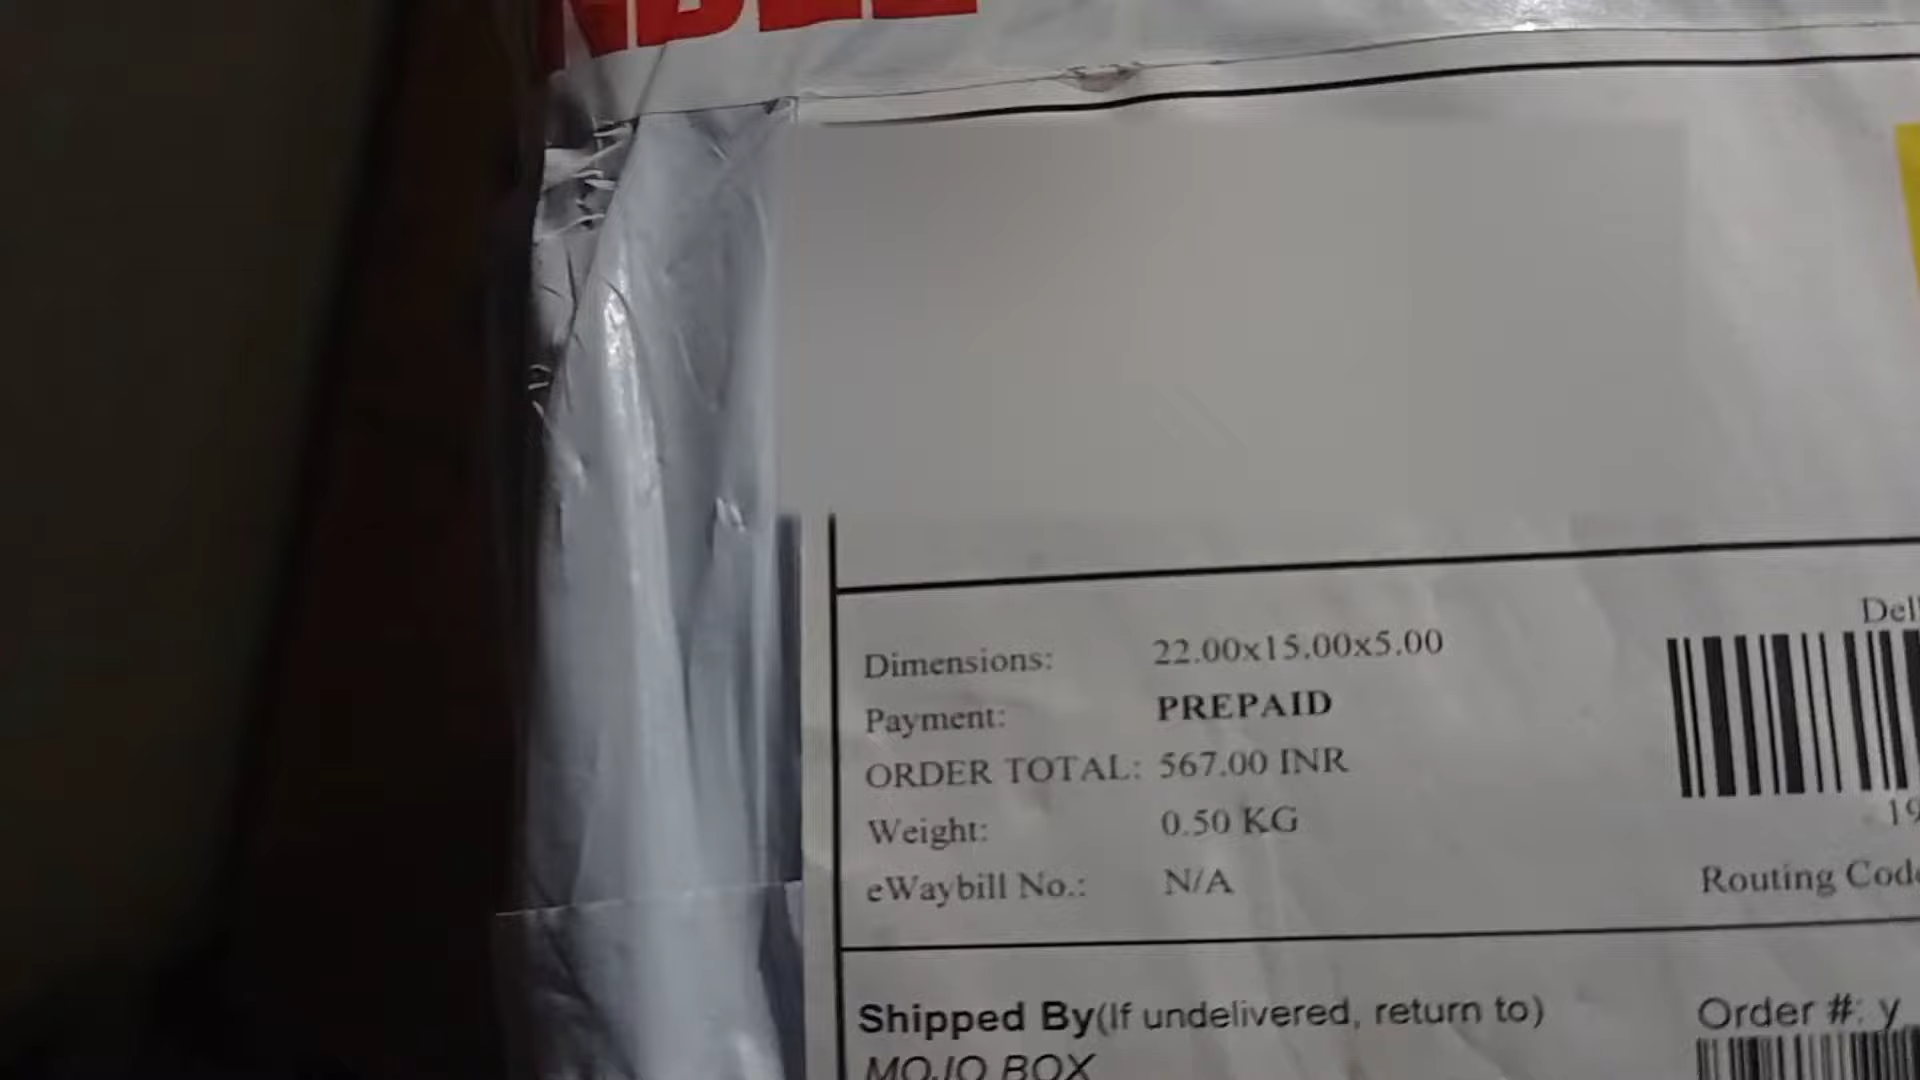 Dimensions: 22.00x15.00x5.00
Payment: PREPAID
ORDER TOTAL: 567.00 INR
Weight: 0.50 KG
eWaybill No.: N/A
Routing
Shipped By(If undelivered, return to)
Order #: y
MOJO BOX